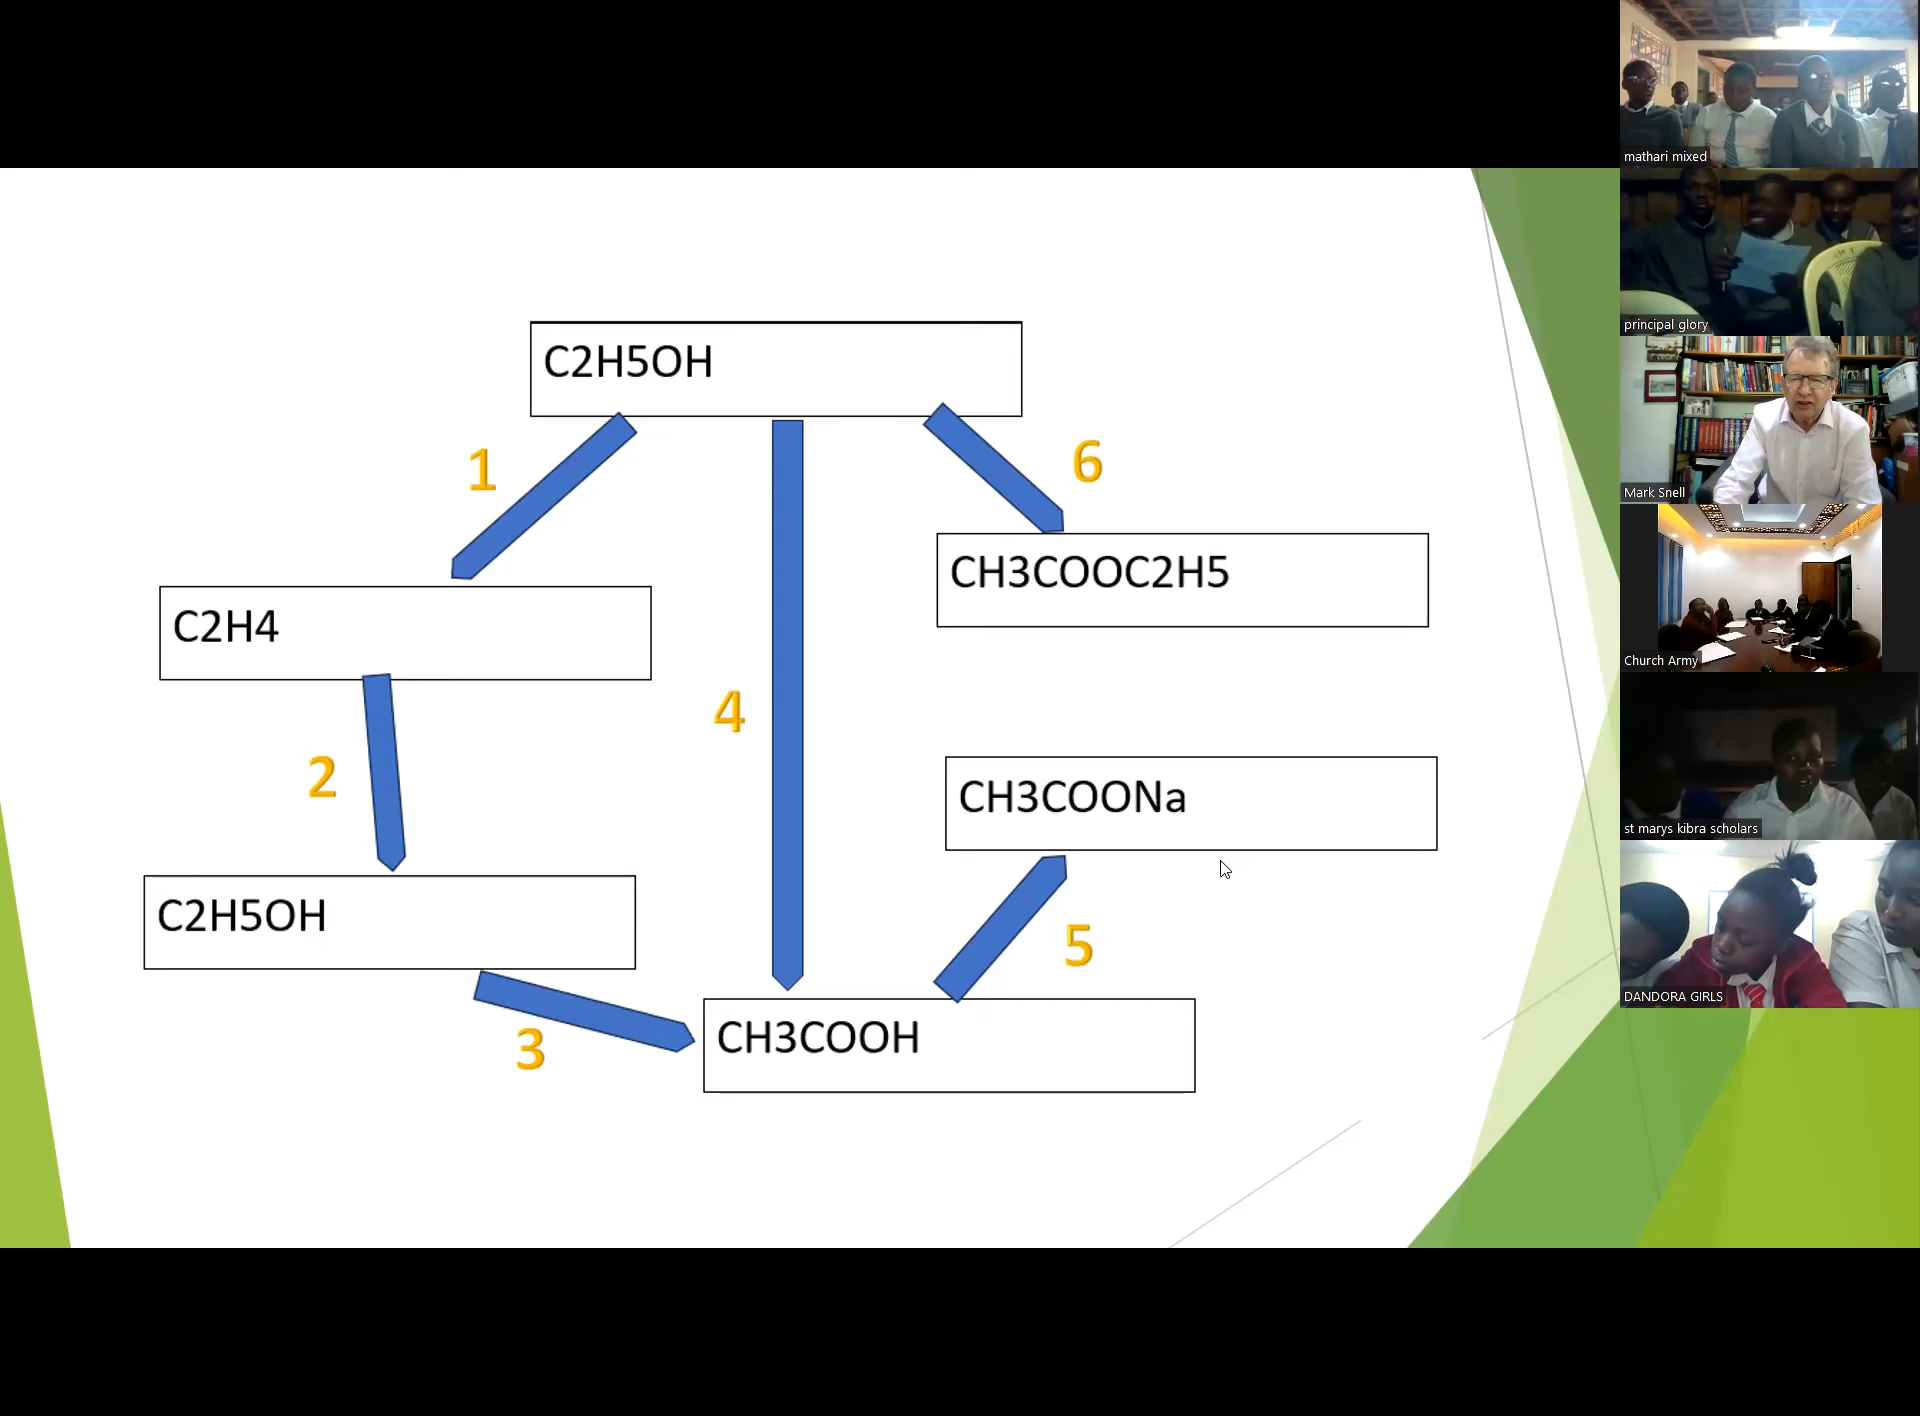 C2H5OH
1
6
CH3COOC2H5
C2H4
4
2
CH3COONa
C2H5OH
5
3
CH3COOH
mathari mixed
principal glory
Mark Snell
Church Army
st marys kibra scholars
DANDORA GIRLS